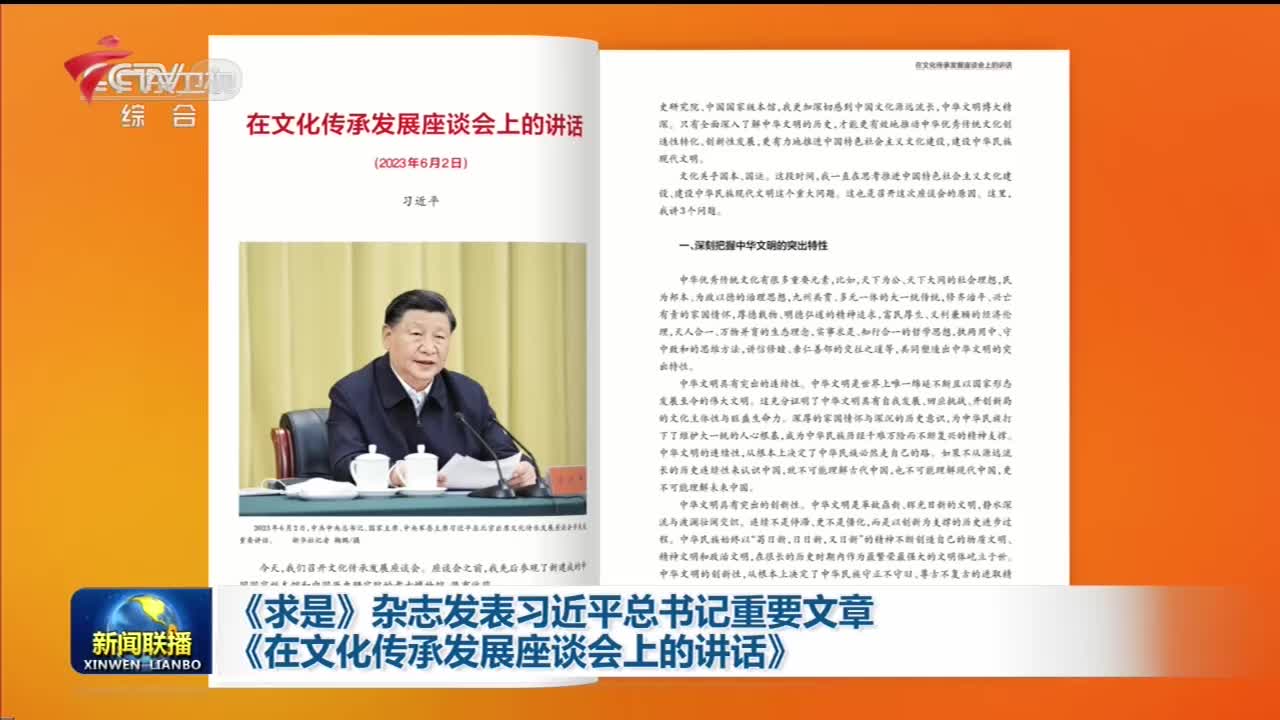 综合
在文化传承发展座谈会上的讲话
(2023年6月2日)
习近平
2023年6月2日,中共中央总书记、国家主席、中央军委主席习近平在北京出席文化传承发展座谈会并发表
重要讲话。 新华社记者 鞠鹏/摄
今天,我们召开文化传承发展座谈会。座谈会之前,我先后参观了新建成的中
在文化传承发展座谈会上的讲话
史研究院、中国国家版本馆,我更加深切感到中国文化源远流长,中华文明博大精
深。只有全面深入了解中华文明的历史,才能更有效地推动中华优秀传统文化创
造性转化、创新性发展,更有力地推进中国特色社会主义文化建设,建设中华民族
现代文明。
文化关乎国本、国运。这段时间,我一直在思考推进中国特色社会主义文化建
设、建设中华民族现代文明这个重大问题。这也是召开这次座谈会的原因。这里,
我讲3个问题。
一、深刻把握中华文明的突出特性
中华优秀传统文化有很多重要元素,比如,天下为公、天下大同的社会理想,民
为邦本、为政以德的治理思想,九州共贯、多元一体的大一统传统,修齐治平、兴亡
有责的家国情怀,厚德载物、明德弘道的精神追求,富民厚生、义利兼顾的经济伦
理,天人合一、万物并育的生态理念,实事求是、知行合一的哲学思想,执两用中、守
中致和的思维方法,讲信修睦、亲仁善邻的交往之道等,共同塑造出中华文明的突
出特性。
中华文明具有突出的连续性。中华文明是世界上唯一绵延不断且以国家形态
发展至今的伟大文明。这充分证明了中华文明具有自我发展、回应挑战、开创新局
的文化主体性与旺盛生命力。深厚的家国情怀与深沉的历史意识,为中华民族打
下了维护大一统的人心根基,成为中华民族历经千难万险而不断复兴的精神支撑。
中华文明的连续性,从根本上决定了中华民族必然走自己的路。如果不从源远流
长的历史连续性来认识中国,就不可能理解古代中国,也不可能理解现代中国,更
不可能理解未来中国。
中华文明具有突出的创新性。中华文明是革故鼎新、辉光日新的文明,静水深
流与波澜壮阔交织。连续不是停滞、更不是僵化,而是以创新为支撑的历史进步过
程。中华民族始终以“苟日新,日日新,又日新”的精神不断创造自己的物质文明、
精神文明和政治文明,在很长的历史时期内作为最繁荣最强大的文明体屹立于世。
中华文明的创新性,从根本上决定了中华民族守正不守旧、尊古不复古的进取精
新闻联播
XINWEN LIANBO
《求是》杂志发表习近平总书记重要文章
《在文化传承发展座谈会上的讲话》